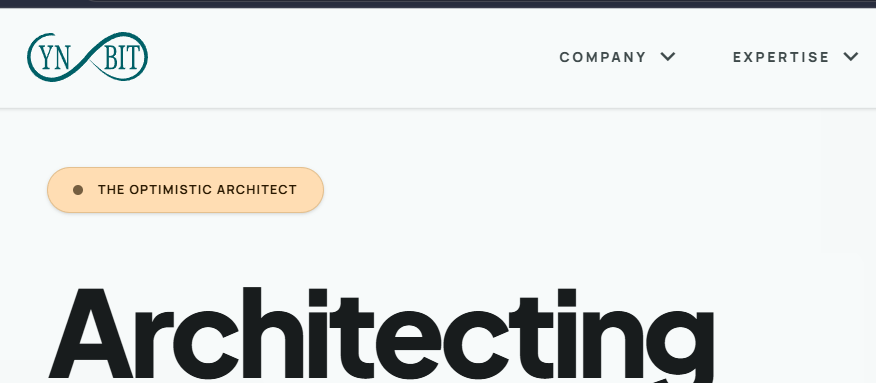 YN BIT
COMPANY
EXPERTISE
THE OPTIMISTIC ARCHITECT
Architecting